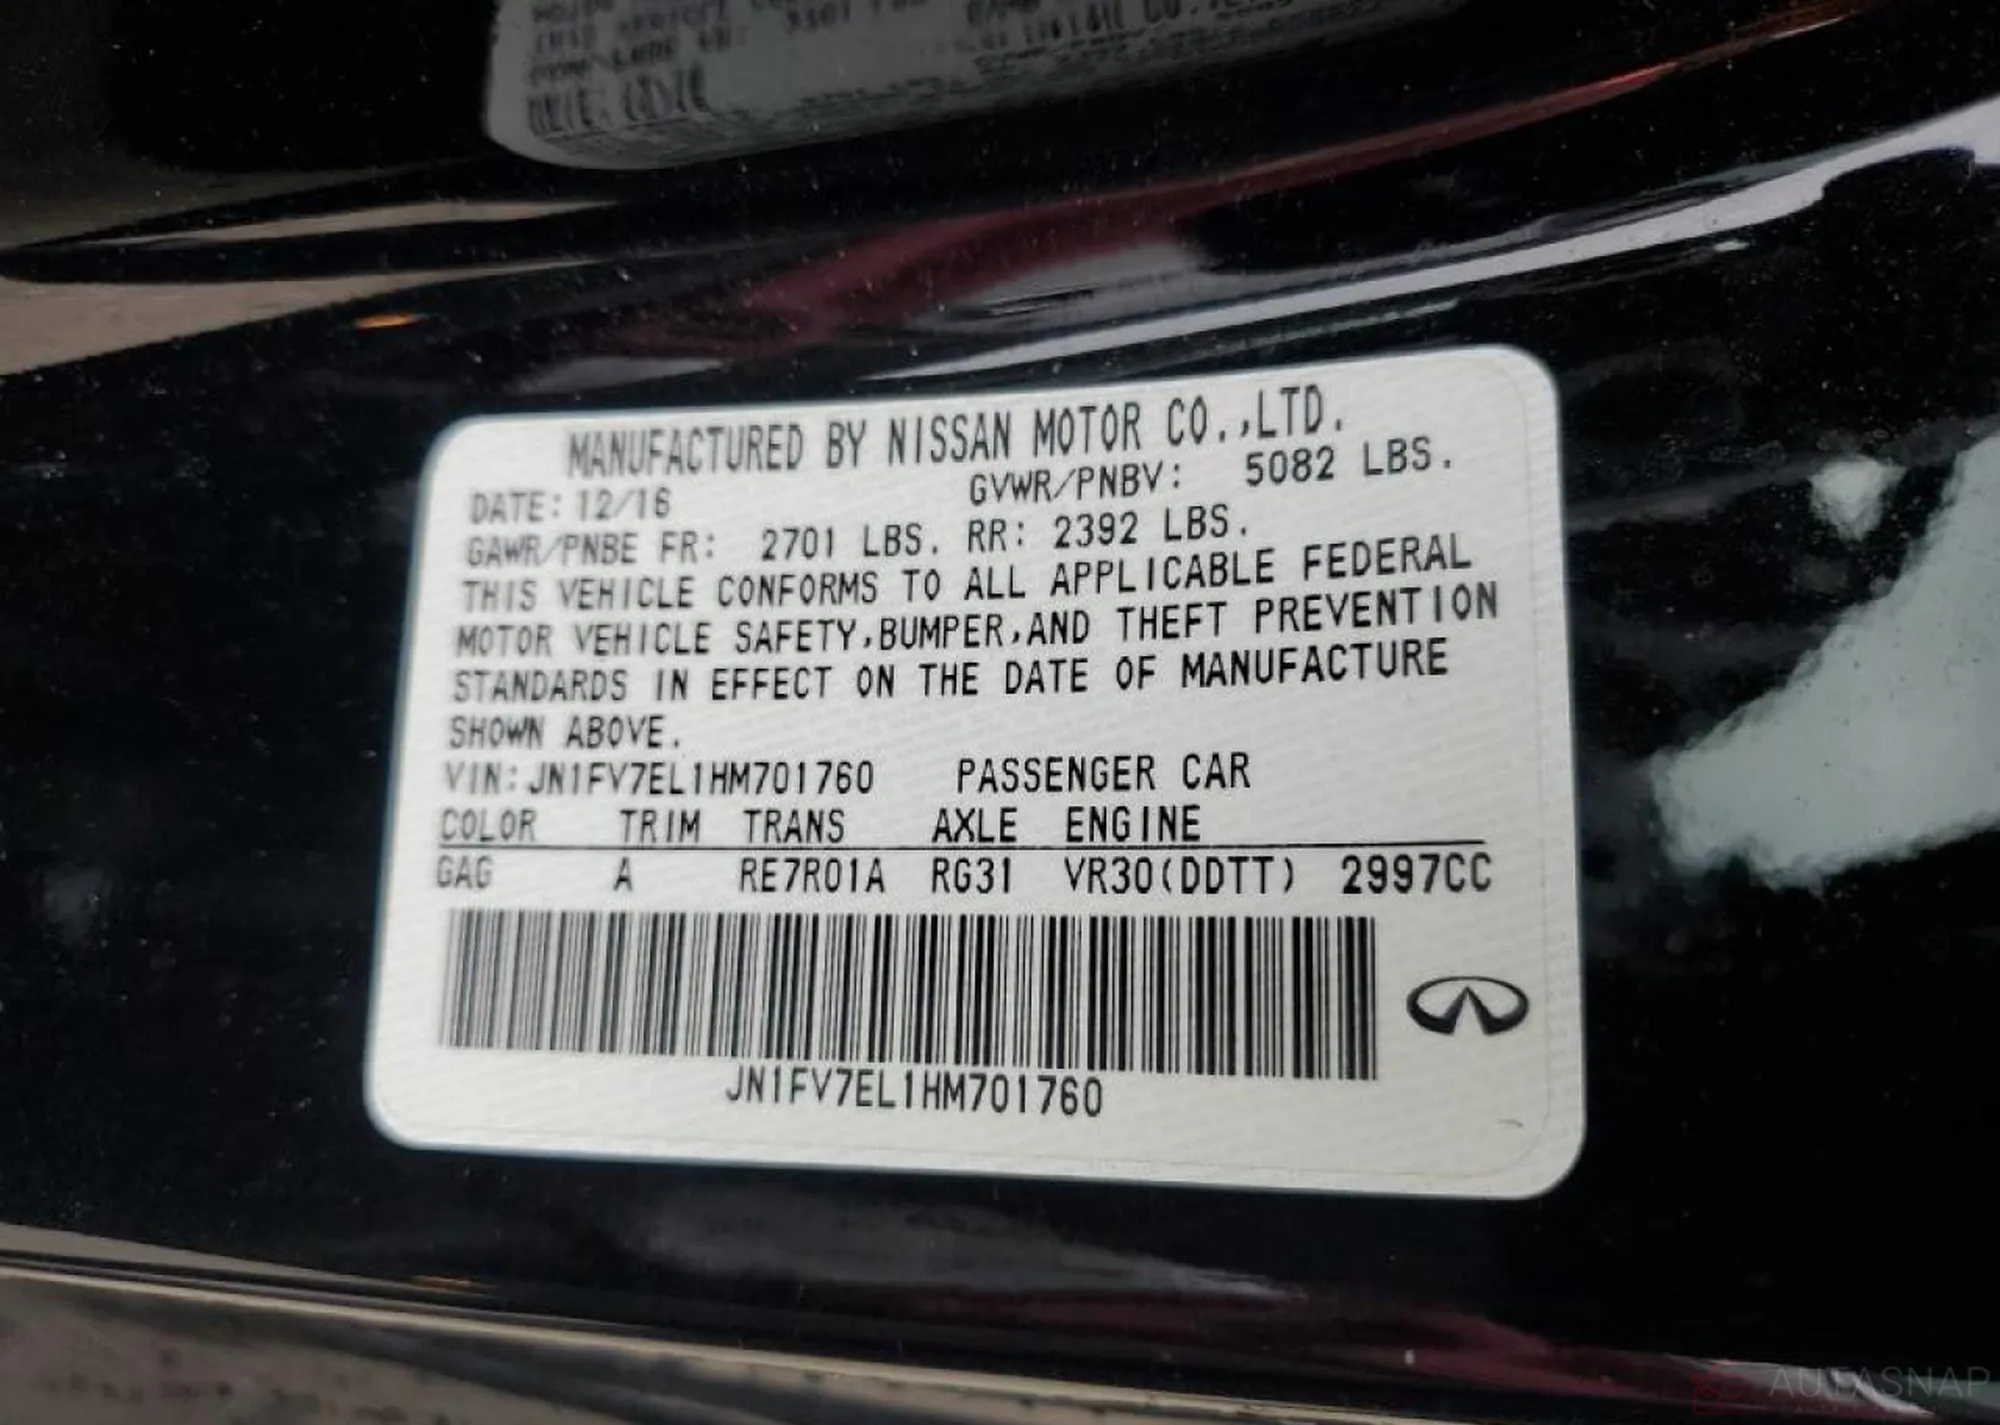 MANUFACTURED BY NISSAN MOTOR CO.,LTD.
DATE: 12/16 GVWR/PNBV: 5082 LBS.
GAWR/PNBE FR: 2701 LBS. RR: 2392 LBS.
THIS VEHICLE CONFORMS TO ALL APPLICABLE FEDERAL
MOTOR VEHICLE SAFETY,BUMPER,AND THEFT PREVENTION
STANDARDS IN EFFECT ON THE DATE OF MANUFACTURE
SHOWN ABOVE.
VIN: JN1FV7EL1HM701760 PASSENGER CAR
COLOR TRIM TRANS AXLE ENGINE
GAG A RE7R01A RG31 VR30(DDTT) 2997CC
JN1FV7EL1HM701760
AUTASNAP